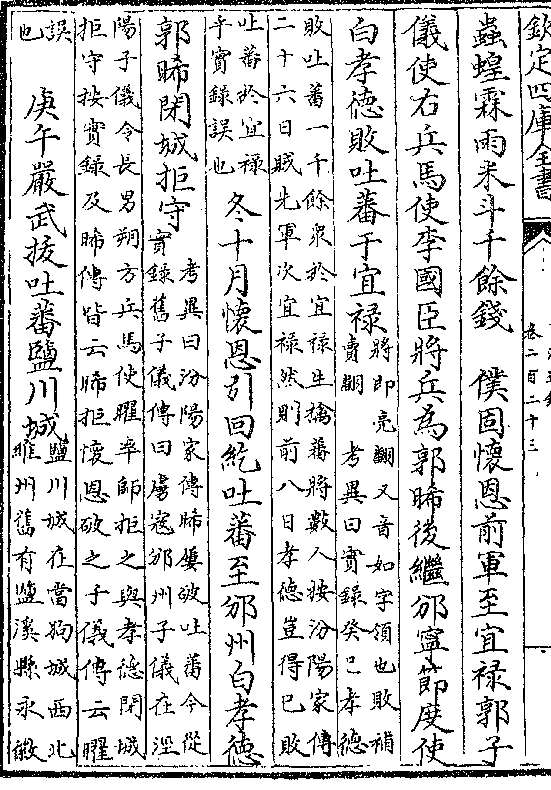 欽定四庫全書
卷二百二十三
蟲蝗霖雨米斗千餘錢　僕固懷恩前軍至宜祿郭子
儀使右兵馬使李國臣將兵為郭晞後繼邠寧節度使
白孝德敗吐蕃于宜祿
將即亮翻又音如字領也敗補
賣翻　考異曰實錄癸巳孝德
敗吐蕃一千餘衆於宜祿生擒蕃將數人按汾陽家傳
二十六日賊先軍次宜祿然則前八日孝德豈得已敗
吐蕃於宜祿
乎實錄誤也
冬十月懷恩引回紇吐蕃至邠州白孝德
郭晞閉城拒守
考異曰汾陽家傳晞屢破吐蕃今從
實錄舊子儀傳曰虜寇邠州子儀在涇
陽子儀令長男朔方兵馬使曜率師拒之與孝德閉城
拒守按實錄及晞傳皆云晞拒懷恩破之子儀傳云曜
誤
也
庚午嚴武拔吐蕃鹽川城
鹽川城在當狗城西北
維州舊有鹽溪縣永徽